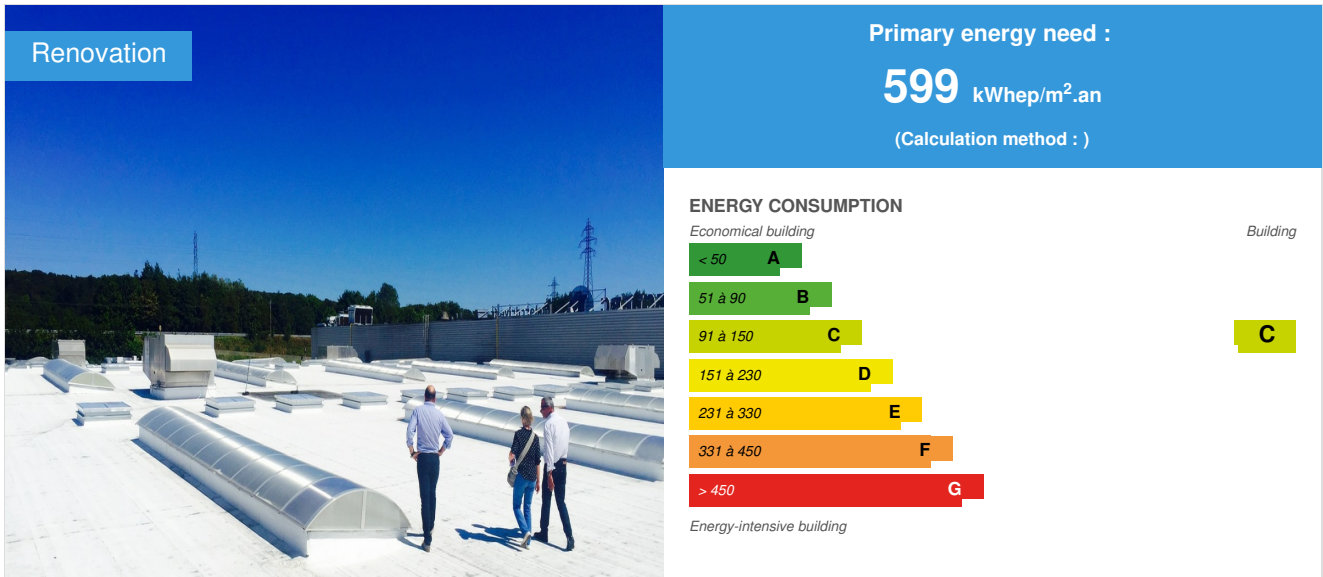 Renovation
Primary energy need :
599 kWhep/m².an
(Calculation method : )
ENERGY CONSUMPTION
Economical building
Building
< 50 A
51 à 90 B
91 à 150 C
C
151 à 230 D
231 à 330 E
331 à 450 F
> 450 G
Energy-intensive building